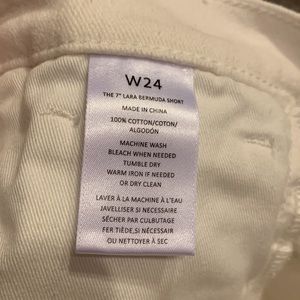 W24
THE 7" LARA BERMUDA SHORT
MADE IN CHINA
100% COTTON/COTON/
ALGODÓN
MACHINE WASH
BLEACH WHEN NEEDED
TUMBLE DRY
WARM IRON IF NEEDED
OR DRY CLEAN
LAVER À LA MACHINE À L'EAU
JAVELLISER SI NECESSAIRE
SÉCHER PAR CULBUTAGE
FER TIÈDE,SI NÉCESSAIRE
OU NETTOYER À SEC